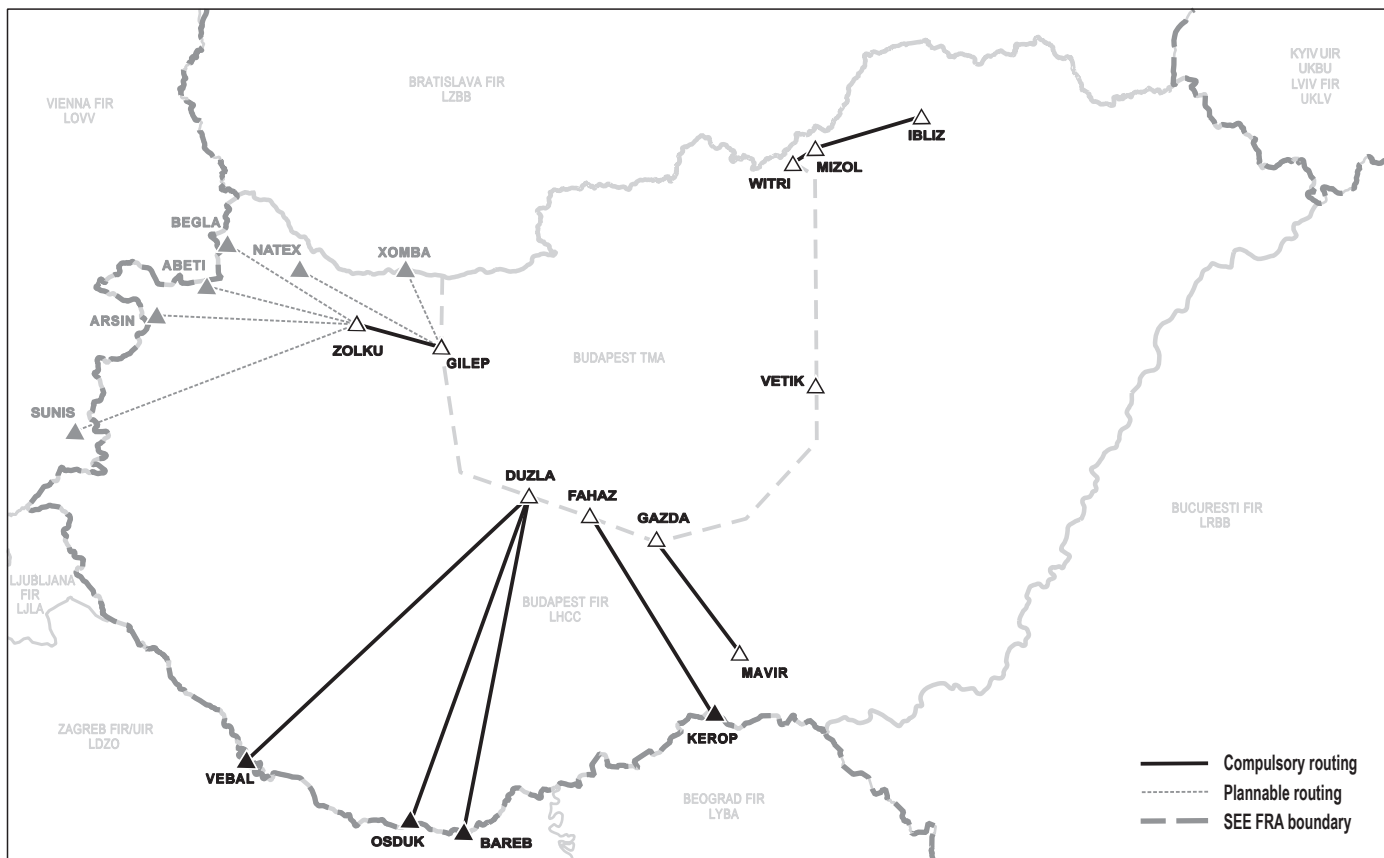 KYIV UIR
UKBU
LVIV FIR
UKLV
BRATISLAVA FIR
LZBB
VIENNA FIR
LOVV
IBLIZ
MIZOL
WITRI
BEGLA
NATEX
XOMBA
ABETI
ARSIN
ZOLKU
GILEP
BUDAPEST TMA
VETIK
SUNIS
DUZLA
FAHAZ
GAZDA
BUCURESTI FIR
LRBB
LJUBLJANA
FIR
LJLA
BUDAPEST FIR
LHCC
MAVIR
ZAGREB FIR/UIR
LDZO
KEROP
VEBAL
BEOGRAD FIR
LYBA
OSDUK
BAREB
Compulsory routing
Plannable routing
SEE FRA boundary